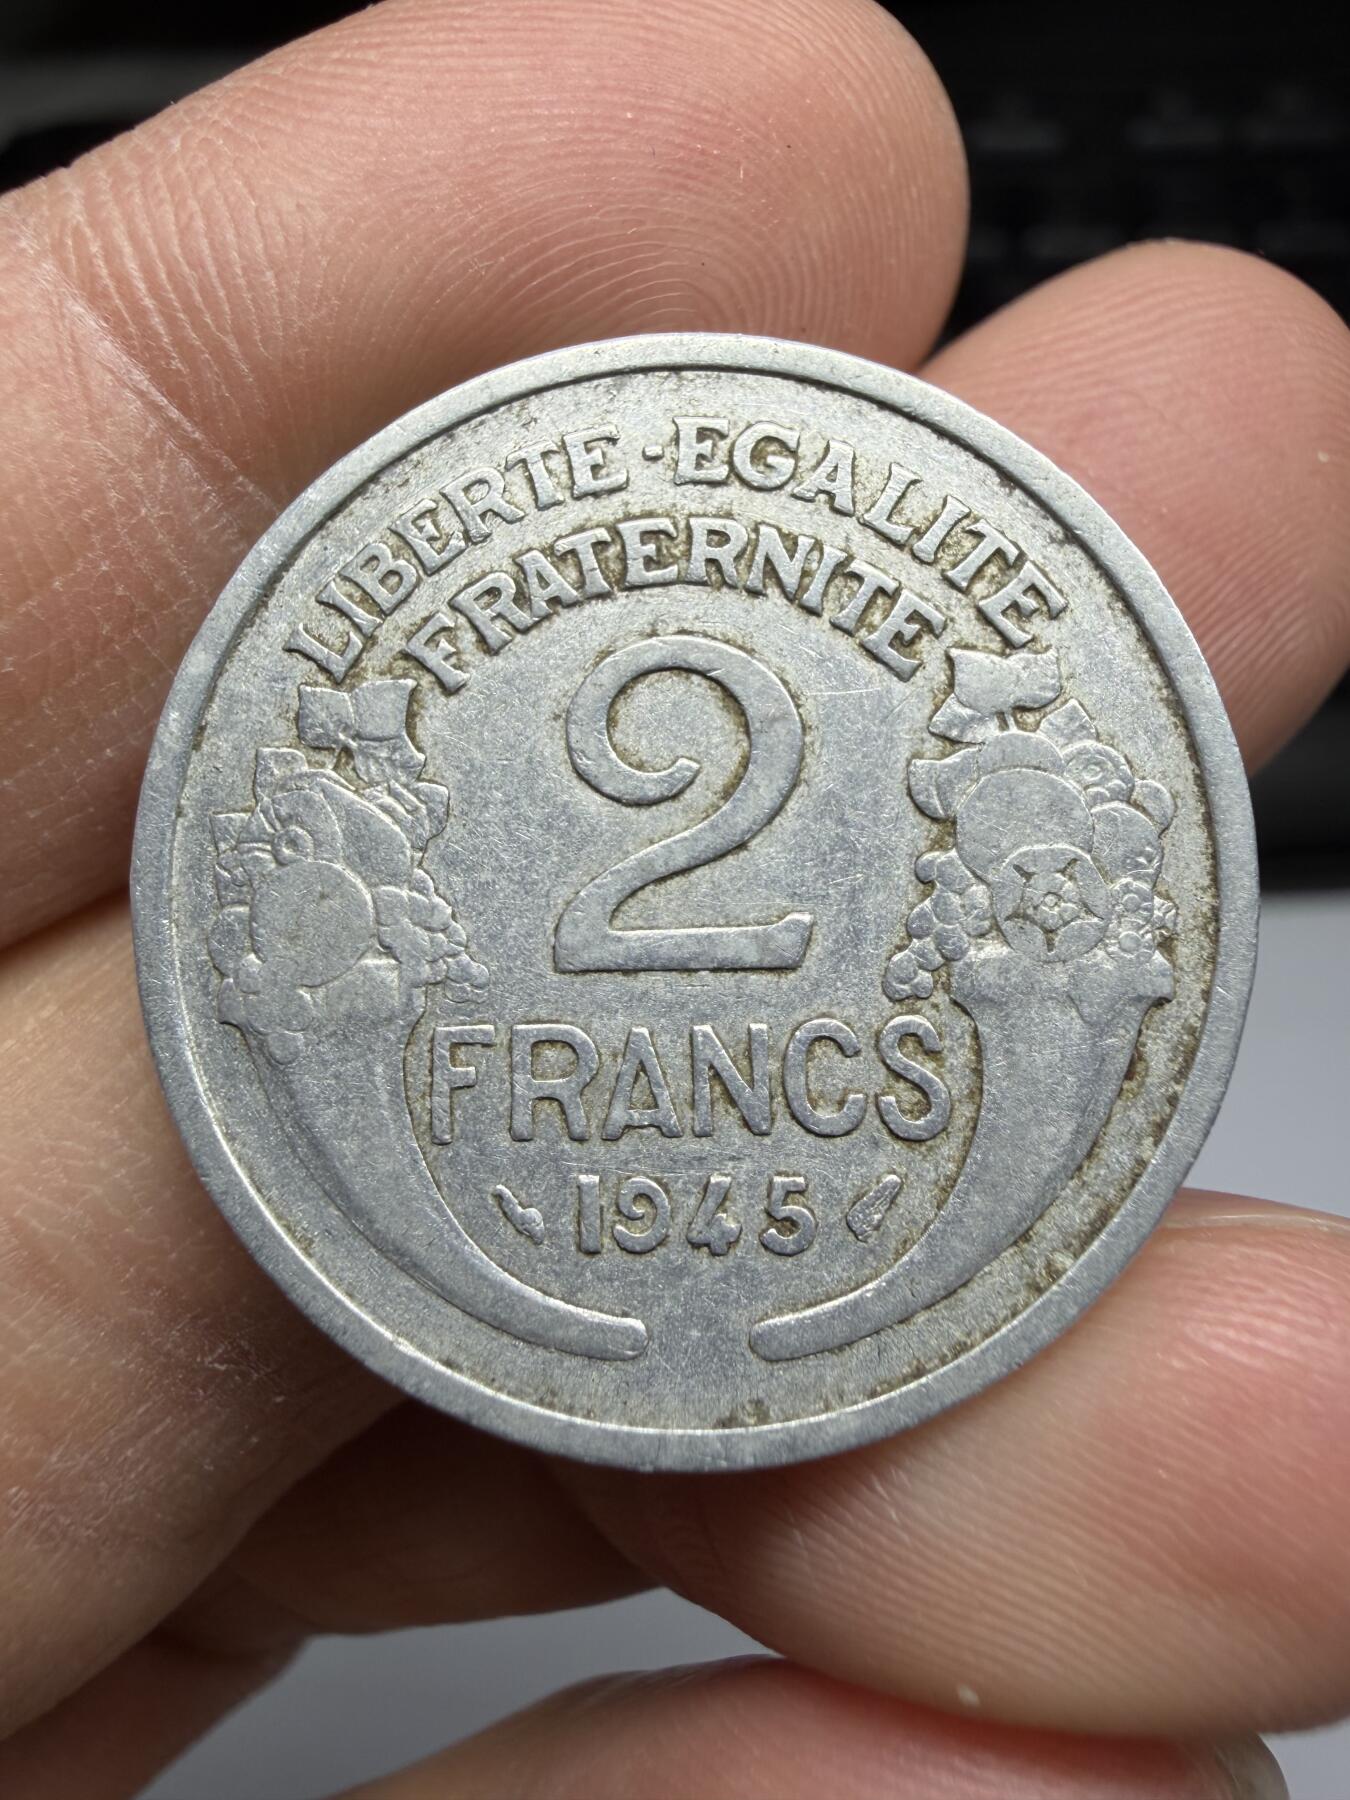 LIBERTE·EGALITE
FRATERNITE
2
FRANCS
1945